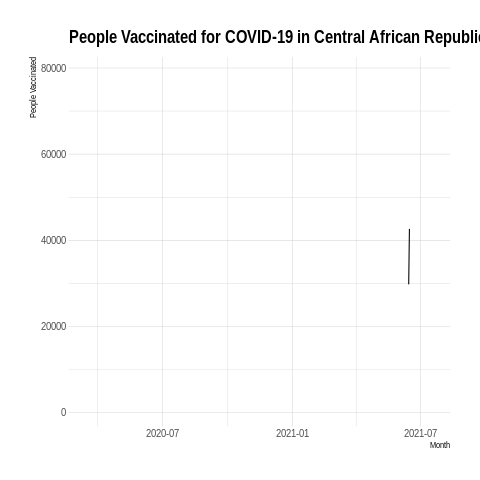 People Vaccinated for COVID-19 in Central African Republic
People Vaccinated
80000
60000
40000
20000
0
2020-07
2021-01
2021-07
Month